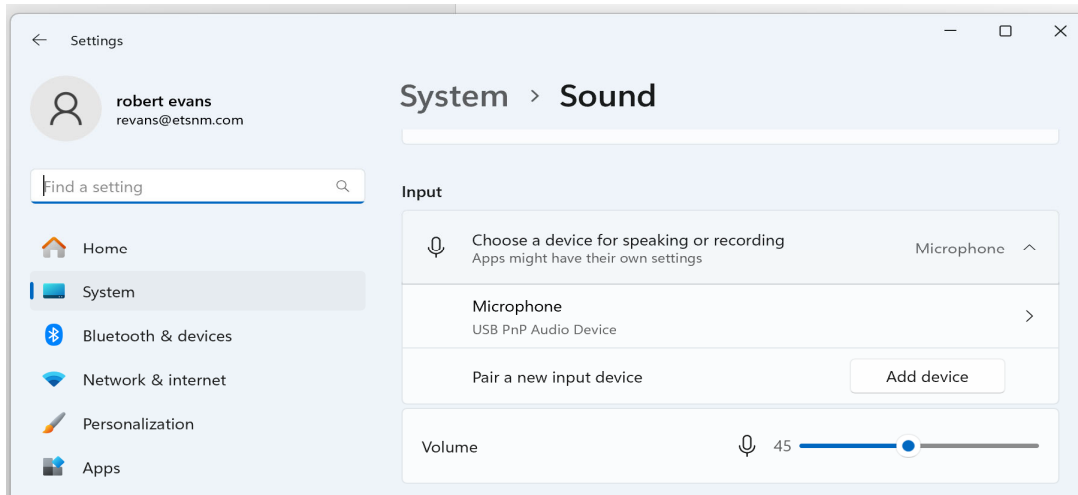 Settings
robert evans
revans@etsnm.com
Find a setting
Home
System
Bluetooth & devices
Network & internet
Personalization
Apps
System > Sound
Input
Choose a device for speaking or recording
Apps might have their own settings
Microphone
Microphone
USB PnP Audio Device
Pair a new input device
Add device
Volume
45